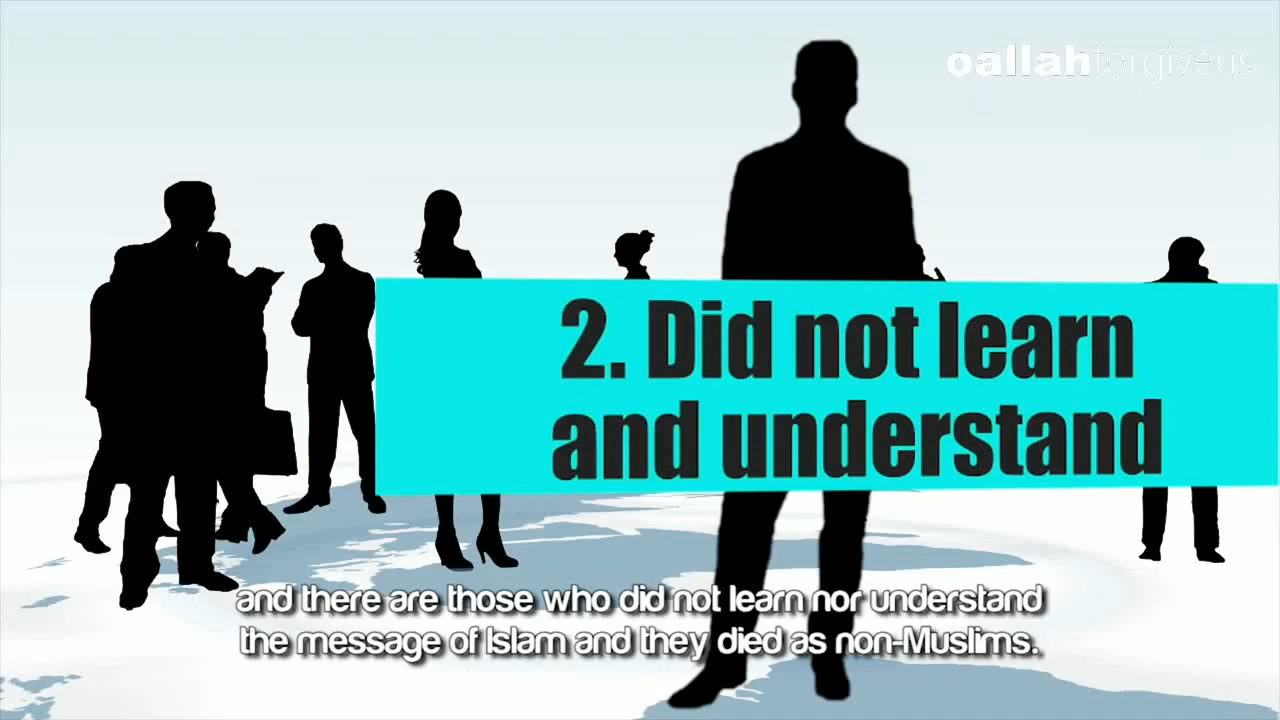 oallahforgiveus
2. Did not learn
and understand
and there are those who did not learn nor understand
the message of Islam and they died as non-Muslims.